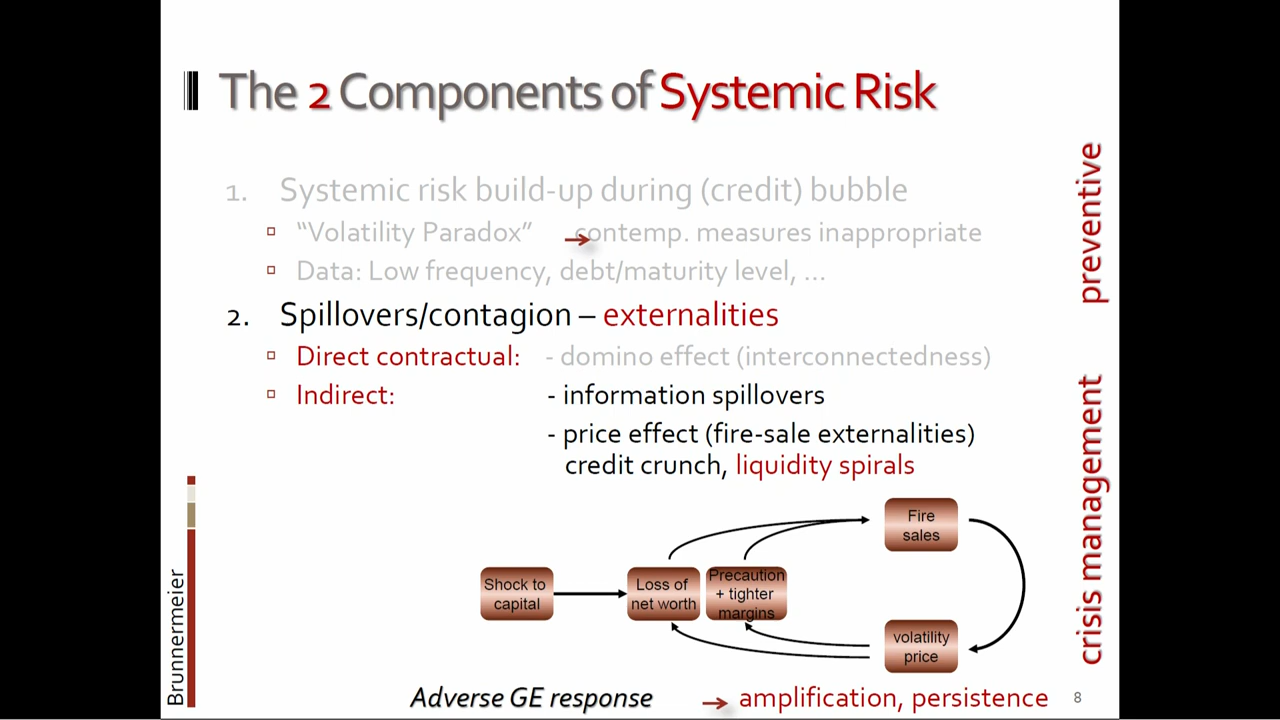 The 2 Components of Systemic Risk
1. Systemic risk build-up during (credit) bubble
"Volatility Paradox" contemp. measures inappropriate
Data: Low frequency, debt/maturity level, ...
2. Spillovers/contagion – externalities
Direct contractual: - domino effect (interconnectedness)
Indirect: - information spillovers
- price effect (fire-sale externalities)
credit crunch, liquidity spirals
Shock to
capital
Loss of
net worth
Precaution
+ tighter
margins
Fire
sales
volatility
price
Adverse GE response → amplification, persistence
8
preventive
crisis management
Brunnermeier